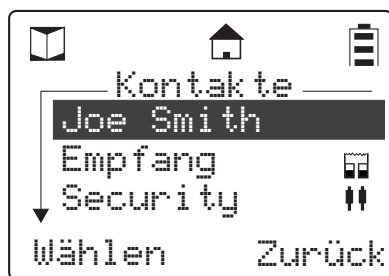 Kontakte
Joe Smith
Empfang
Security
Wählen Zurück